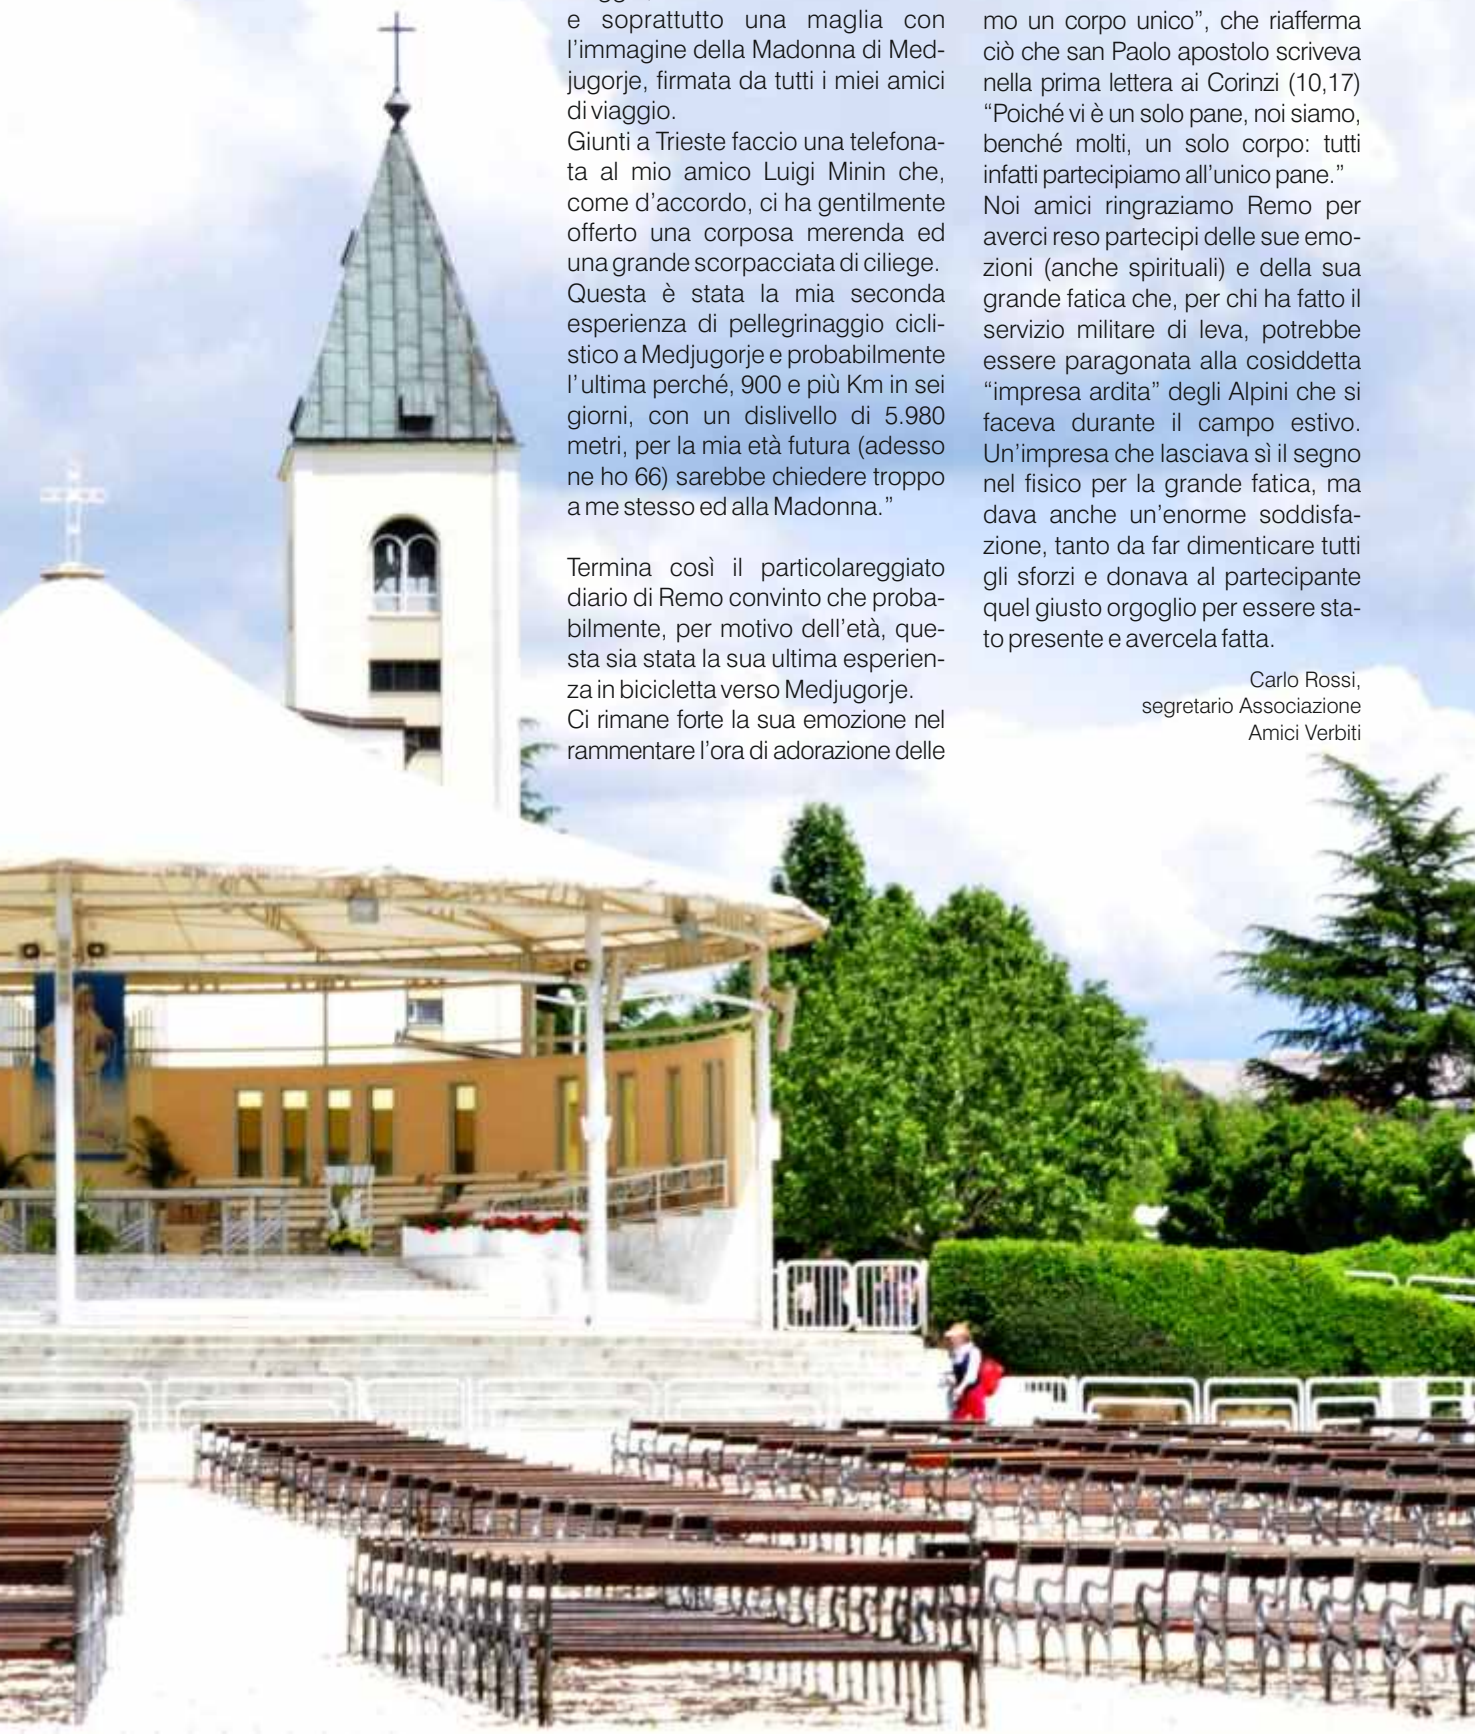 e soprattutto una maglia con
l'immagine della Madonna di Med-
jugorje, firmata da tutti i miei amici
di viaggio.
Giunti a Trieste faccio una telefona-
ta al mio amico Luigi Minin che,
come d'accordo, ci ha gentilmente
offerto una corposa merenda ed
una grande scorpacciata di ciliege.
Questa è stata la mia seconda
esperienza di pellegrinaggio cicli-
stico a Medjugorje e probabilmente
l'ultima perché, 900 e più Km in sei
giorni, con un dislivello di 5.980
metri, per la mia età futura (adesso
ne ho 66) sarebbe chiedere troppo
a me stesso ed alla Madonna.”
Termina così il particolareggiato
diario di Remo convinto che proba-
bilmente, per motivo dell'età, que-
sta sia stata la sua ultima esperien-
za in bicicletta verso Medjugorje.
Ci rimane forte la sua emozione nel
rammentare l'ora di adorazione delle
mo un corpo unico”, che riafferma
ciò che san Paolo apostolo scriveva
nella prima lettera ai Corinzi (10,17)
“Poiché vi è un solo pane, noi siamo,
benché molti, un solo corpo: tutti
infatti partecipiamo all'unico pane.”
Noi amici ringraziamo Remo per
averci reso partecipi delle sue emo-
zioni (anche spirituali) e della sua
grande fatica che, per chi ha fatto il
servizio militare di leva, potrebbe
essere paragonata alla cosiddetta
“impresa ardita” degli Alpini che si
faceva durante il campo estivo.
Un'impresa che lasciava sì il segno
nel fisico per la grande fatica, ma
dava anche un'enorme soddisfa-
zione, tanto da far dimenticare tutti
gli sforzi e donava al partecipante
quel giusto orgoglio per essere sta-
to presente e avercela fatta.
Carlo Rossi,
segretario Associazione
Amici Verbiti